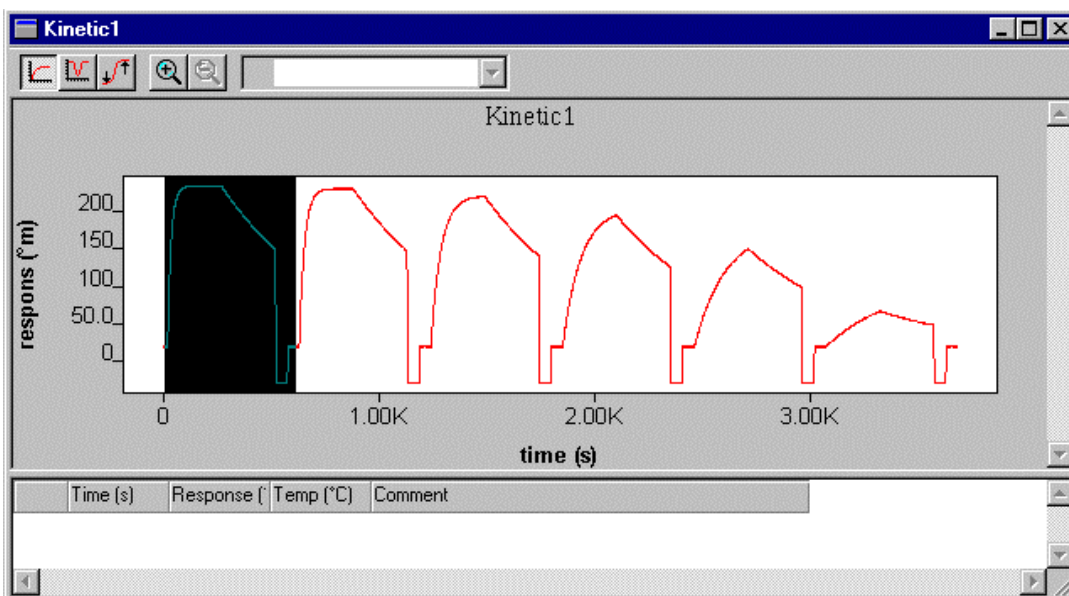 Kinetic1
Kinetic1
respons (°m)
200
150
100
50.0
0
0 1.00K 2.00K 3.00K
time (s)
Time (s) Response (° Temp (°C) Comment